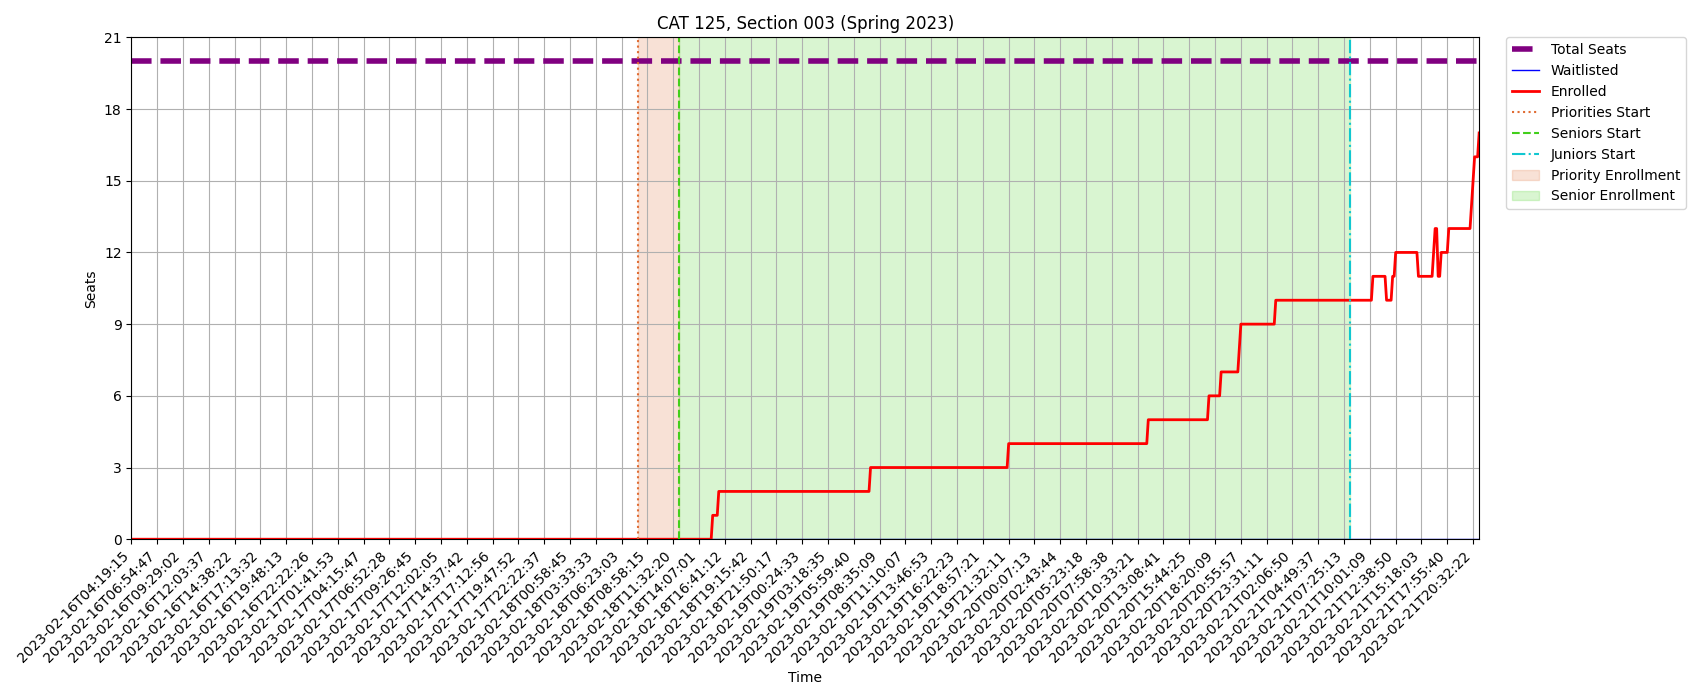 CAT 125, Section 003 (Spring 2023)
21
18
15
12
9
6
3
0
Seats
2023-02-16T04:19:15
2023-02-16T06:54:47
2023-02-16T09:29:02
2023-02-16T12:03:37
2023-02-16T14:38:22
2023-02-16T17:13:32
2023-02-16T19:48:13
2023-02-16T22:22:26
2023-02-17T01:41:53
2023-02-17T04:15:47
2023-02-17T06:52:28
2023-02-17T09:26:45
2023-02-17T12:02:05
2023-02-17T14:37:42
2023-02-17T17:12:56
2023-02-17T19:47:52
2023-02-17T22:22:37
2023-02-18T00:58:45
2023-02-18T03:33:33
2023-02-18T06:23:03
2023-02-18T08:58:15
2023-02-18T11:32:20
2023-02-18T14:07:01
2023-02-18T16:41:12
2023-02-18T19:15:42
2023-02-18T21:50:17
2023-02-19T00:24:33
2023-02-19T03:18:35
2023-02-19T05:59:40
2023-02-19T08:35:09
2023-02-19T11:10:07
2023-02-19T13:46:53
2023-02-19T16:22:23
2023-02-19T18:57:21
2023-02-19T21:32:11
2023-02-20T00:07:13
2023-02-20T02:43:44
2023-02-20T05:23:18
2023-02-20T07:58:38
2023-02-20T10:33:21
2023-02-20T13:08:41
2023-02-20T15:44:25
2023-02-20T18:20:09
2023-02-20T20:55:57
2023-02-20T23:31:11
2023-02-21T02:06:50
2023-02-21T04:49:37
2023-02-21T07:25:13
2023-02-21T10:01:09
2023-02-21T12:38:50
2023-02-21T15:18:03
2023-02-21T17:55:40
2023-02-21T20:32:22
Time
Total Seats
Waitlisted
Enrolled
Priorities Start
Seniors Start
Juniors Start
Priority Enrollment
Senior Enrollment